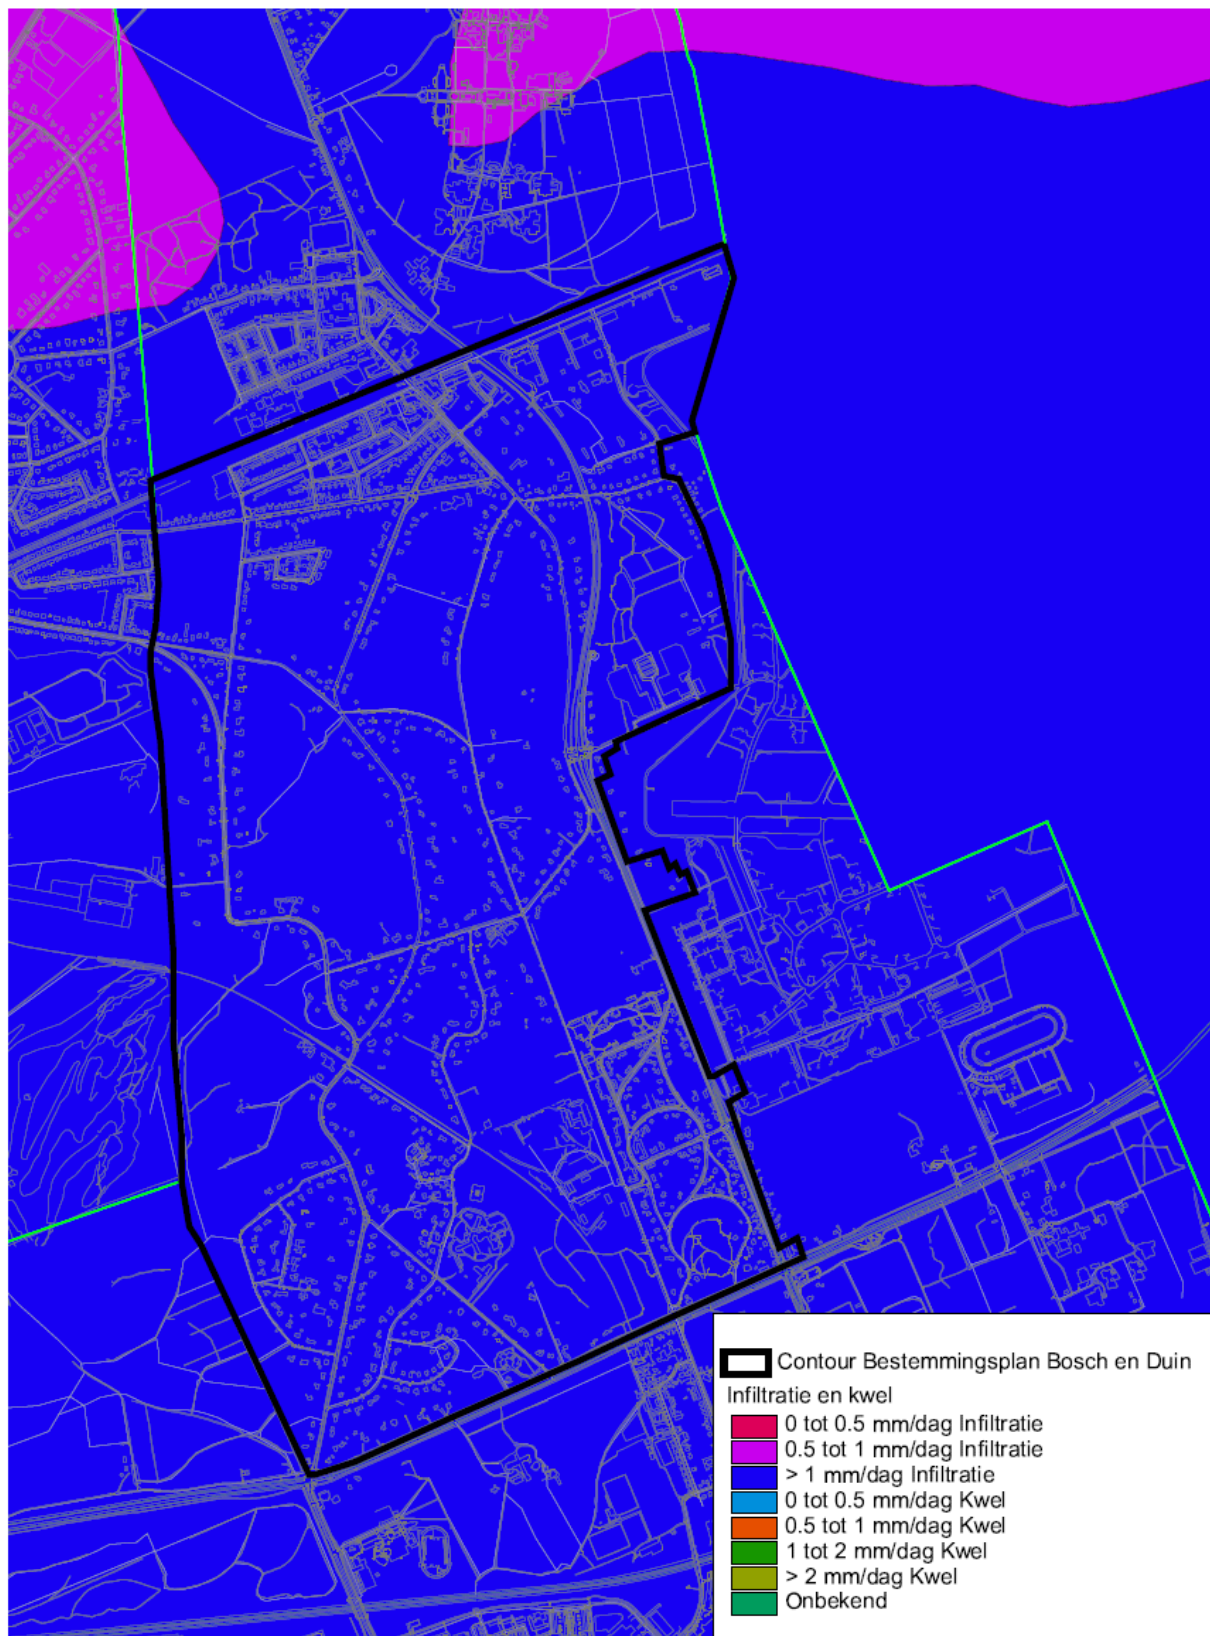 Contour Bestemmingsplan Bosch en Duin
Infiltratie en kwel
0 tot 0.5 mm/dag Infiltratie
0.5 tot 1 mm/dag Infiltratie
> 1 mm/dag Infiltratie
0 tot 0.5 mm/dag Kwel
0.5 tot 1 mm/dag Kwel
1 tot 2 mm/dag Kwel
> 2 mm/dag Kwel
Onbekend